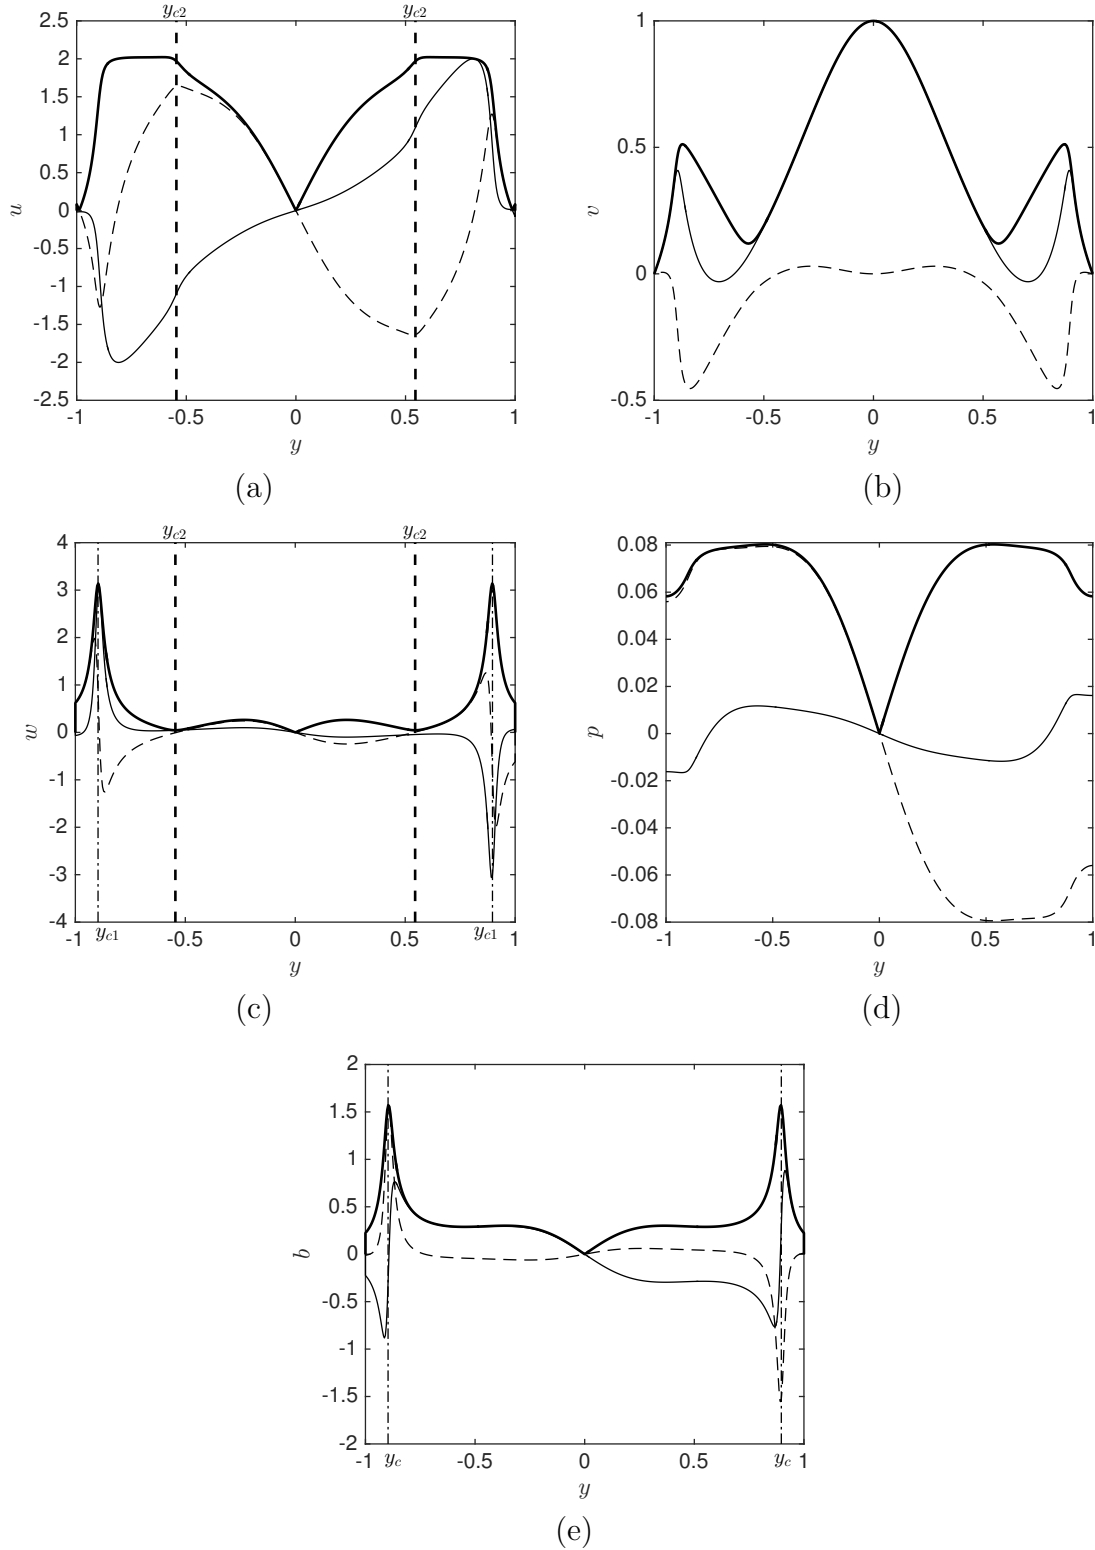 y_{c2} y_{c2}
2.5
2
1.5
1
0.5
0
-0.5
-1
-1.5
-2
-2.5
u
-1 -0.5 0 0.5 1
y
(a)
1
0.5
0
-0.5
v
-1 -0.5 0 0.5 1
y
(b)
y_{c2} y_{c2}
4
3
2
1
0
-1
-2
-3
-4
w
-1 y_{c1} -0.5 0 0.5 y_{c1} 1
y
(c)
0.08
0.06
0.04
0.02
0
-0.02
-0.04
-0.06
-0.08
p
-1 -0.5 0 0.5 1
y
(d)
2
1.5
1
0.5
0
-0.5
-1
-1.5
-2
b
-1 y_c -0.5 0 0.5 y_c 1
y
(e)